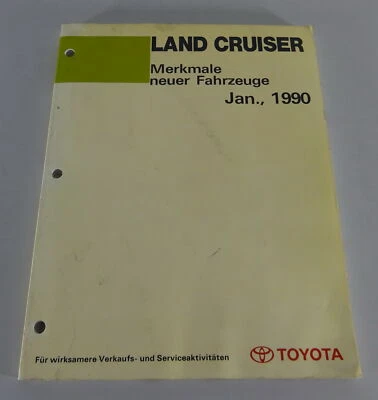 LAND CRUISER
Merkmale
neuer Fahrzeuge
Jan., 1990
Für wirksamere Verkaufs- und Serviceaktivitäten
TOYOTA